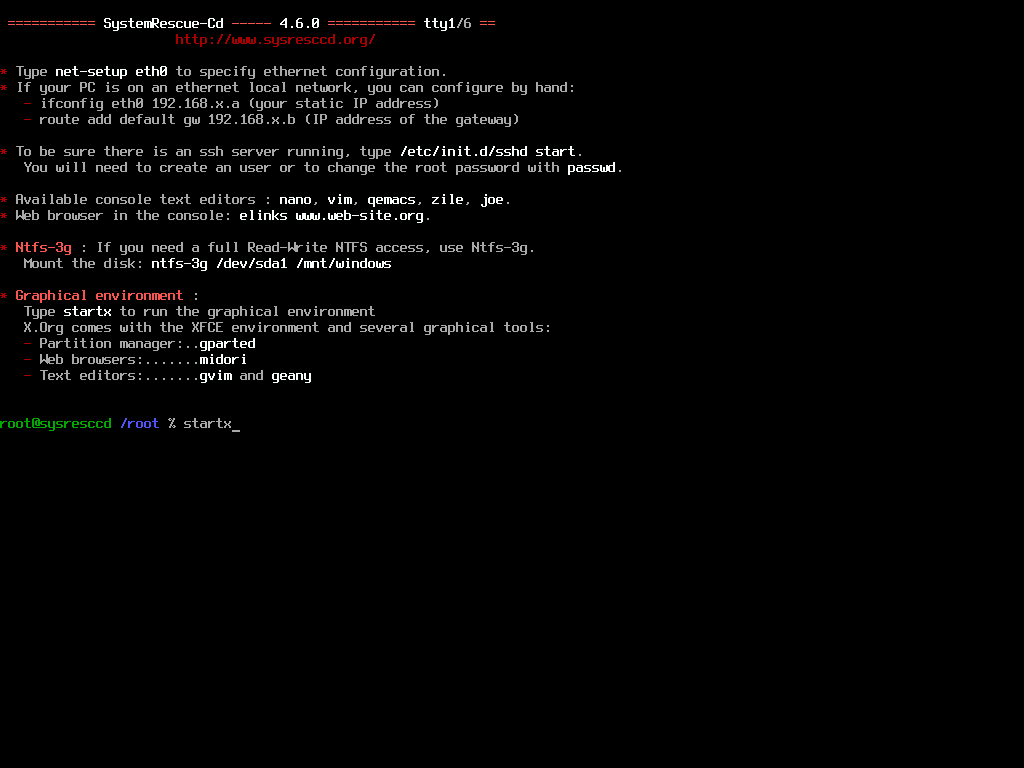 =========== SystemRescue-Cd ----- 4.6.0 =========== tty1/6 ==
http://www.sysresccd.org/
* Type net-setup eth0 to specify ethernet configuration.
* If your PC is on an ethernet local network, you can configure by hand:
- ifconfig eth0 192.168.x.a (your static IP address)
- route add default gw 192.168.x.b (IP address of the gateway)
* To be sure there is an ssh server running, type /etc/init.d/sshd start.
You will need to create an user or to change the root password with passwd.
* Available console text editors : nano, vim, qemacs, zile, joe.
* Web browser in the console: elinks www.web-site.org.
* Ntfs-3g : If you need a full Read-Write NTFS access, use Ntfs-3g.
Mount the disk: ntfs-3g /dev/sda1 /mnt/windows
* Graphical environment :
Type startx to run the graphical environment
X.Org comes with the XFCE environment and several graphical tools:
- Partition manager:..gparted
- Web browsers:.......midori
- Text editors:.......gvim and geany
root@sysresccd /root % startx_